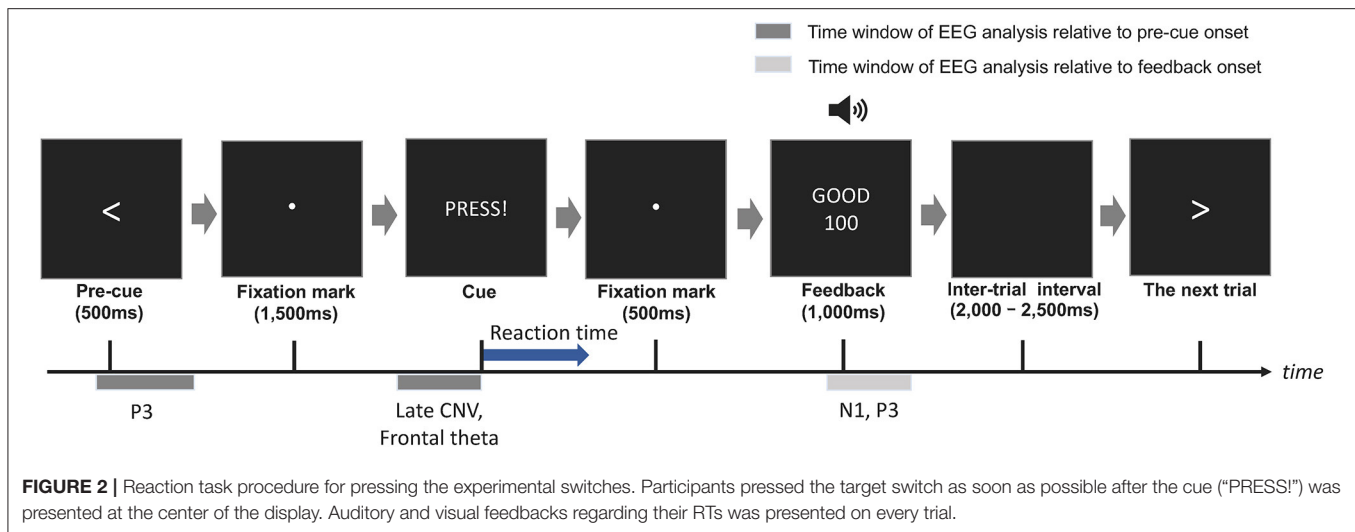 Time window of EEG analysis relative to pre-cue onset
Time window of EEG analysis relative to feedback onset
<
•
PRESS!
•
GOOD
100
>
Pre-cue
(500ms)
Fixation mark
(1,500ms)
Cue
Fixation mark
(500ms)
Feedback
(1,000ms)
Inter-trial interval
(2,000 – 2,500ms)
The next trial
Reaction time
time
P3
Late CNV,
Frontal theta
N1, P3
FIGURE 2 | Reaction task procedure for pressing the experimental switches. Participants pressed the target switch as soon as possible after the cue (“PRESS!”) was
presented at the center of the display. Auditory and visual feedbacks regarding their RTs was presented on every trial.